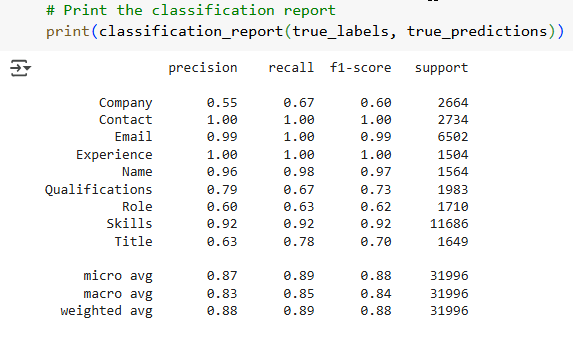 # Print the classification report
print(classification_report(true_labels, true_predictions))
precision recall f1-score support
Company 0.55 0.67 0.60 2664
Contact 1.00 1.00 1.00 2734
Email 0.99 1.00 0.99 6502
Experience 1.00 1.00 1.00 1504
Name 0.96 0.98 0.97 1564
Qualifications 0.79 0.67 0.73 1983
Role 0.60 0.63 0.62 1710
Skills 0.92 0.92 0.92 11686
Title 0.63 0.78 0.70 1649
micro avg 0.87 0.89 0.88 31996
macro avg 0.83 0.85 0.84 31996
weighted avg 0.88 0.89 0.88 31996